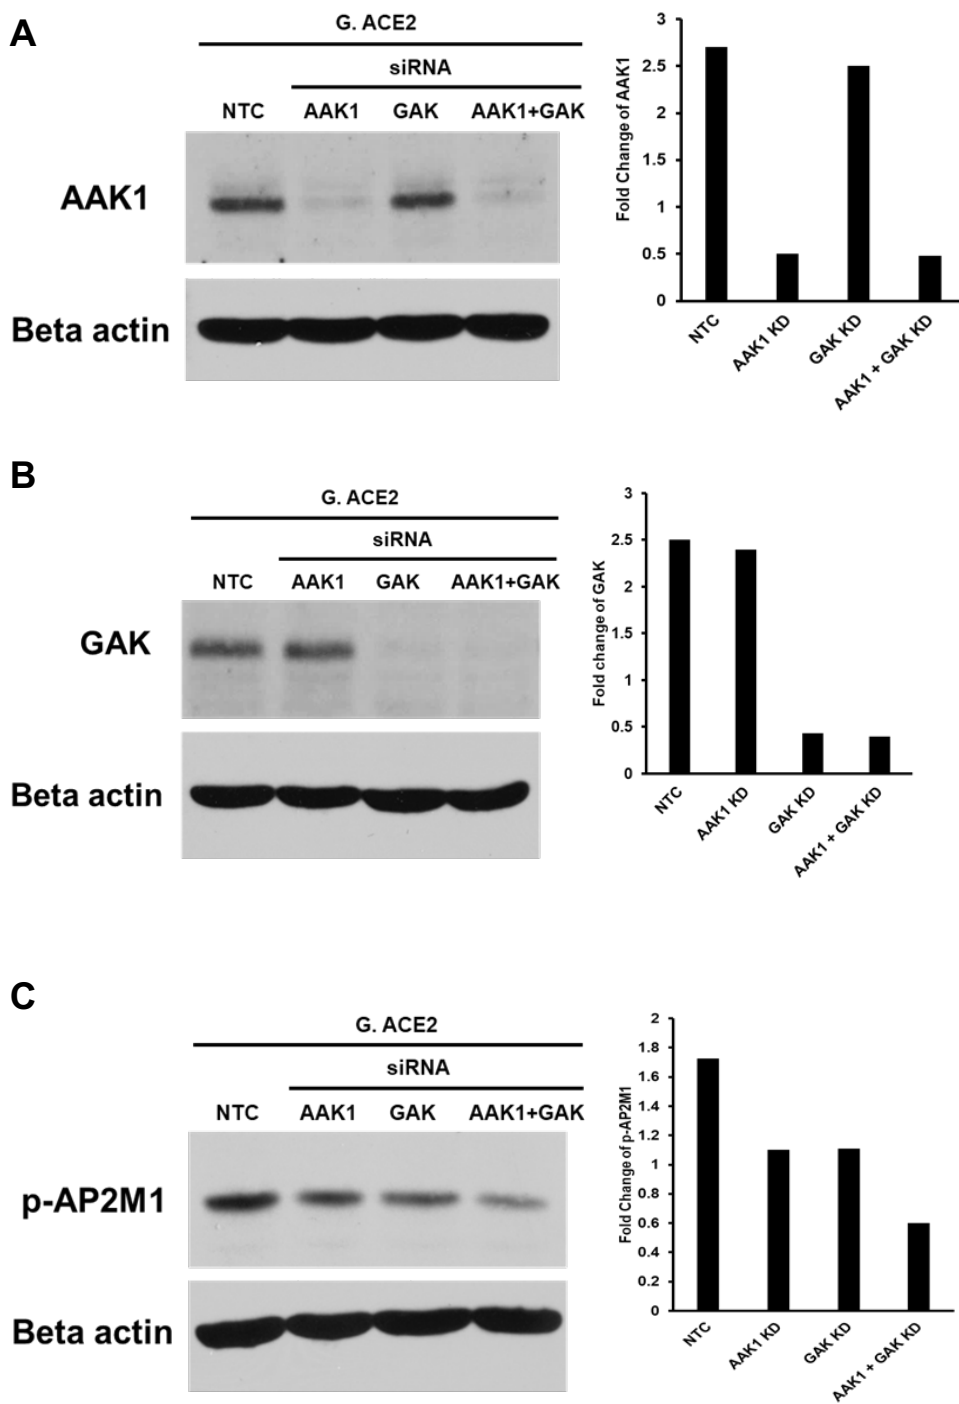 A
G. ACE2
siRNA
NTC AAK1 GAK AAK1+GAK
AAK1
Beta actin
Fold Change of AAK1
3
2.5
2
1.5
1
0.5
0
NTC
AAK1 KD
GAK KD
AAK1 + GAK KD
B
G. ACE2
siRNA
NTC AAK1 GAK AAK1+GAK
GAK
Beta actin
Fold change of GAK
3
2.5
2
1.5
1
0.5
0
NTC
AAK1 KD
GAK KD
AAK1 + GAK KD
C
G. ACE2
siRNA
NTC AAK1 GAK AAK1+GAK
p-AP2M1
Beta actin
Fold Change of p-AP2M1
2
1.8
1.6
1.4
1.2
1
0.8
0.6
0.4
0.2
0
NTC
AAK1 KD
GAK KD
AAK1 + GAK KD